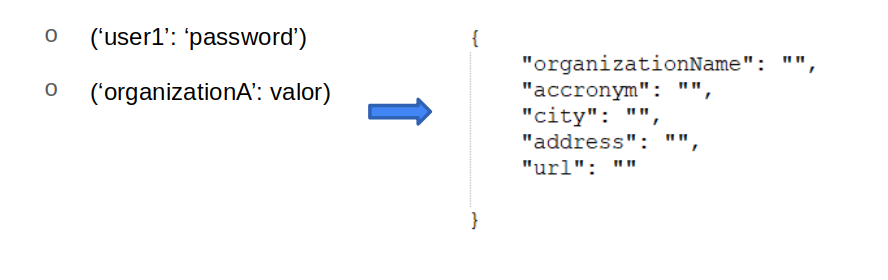 o (‘user1’: ‘password’)
o (‘organizationA’: valor)
{
"organizationName": "",
"accronym": "",
"city": "",
"address": "",
"url": ""
}